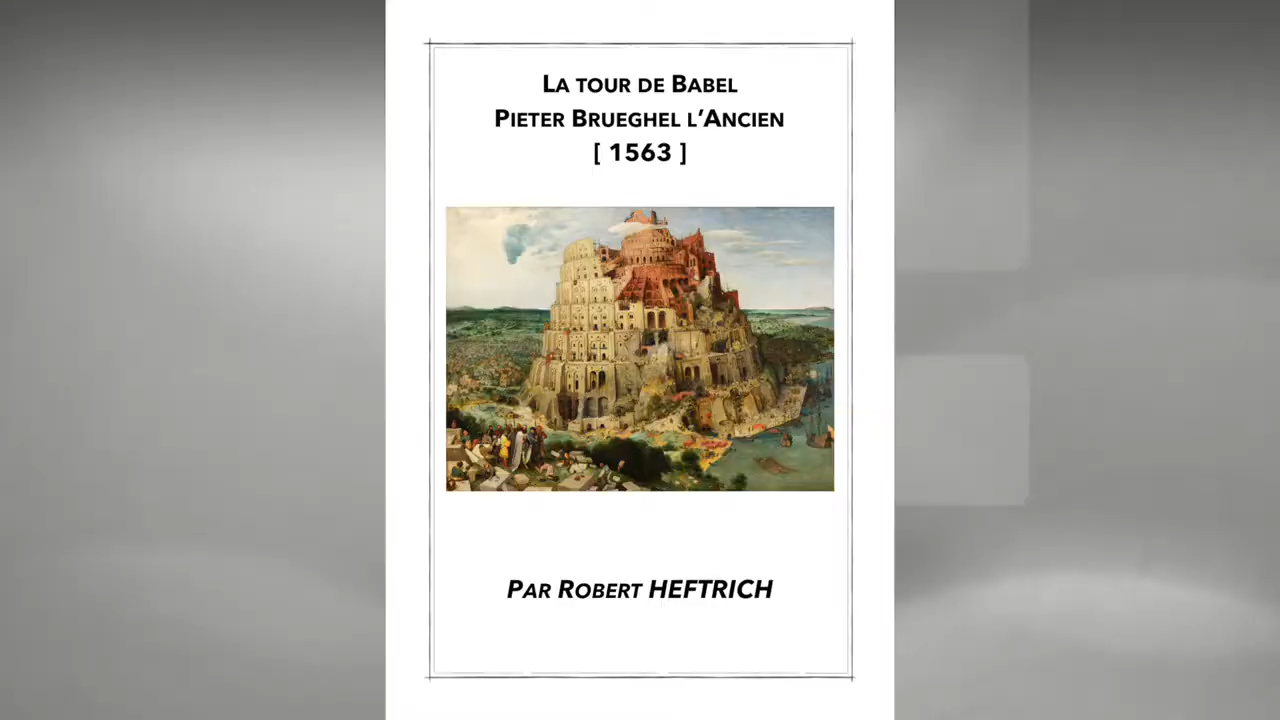 La tour de Babel
Pieter Brueghel l’Ancien
[ 1563 ]
Par Robert HEFTRICH